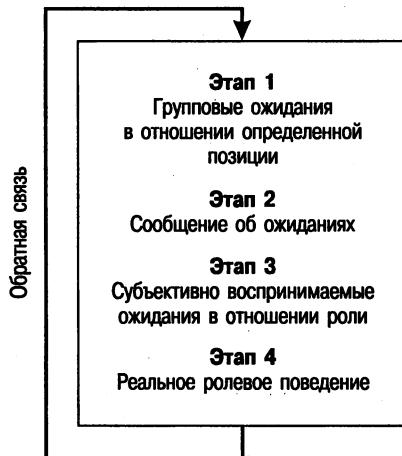 Этап 1
Групповые ожидания
в отношении определенной
позиции
Этап 2
Сообщение об ожиданиях
Этап 3
Субъективно воспринимаемые
ожидания в отношении роли
Этап 4
Реальное ролевое поведение
Обратная связь